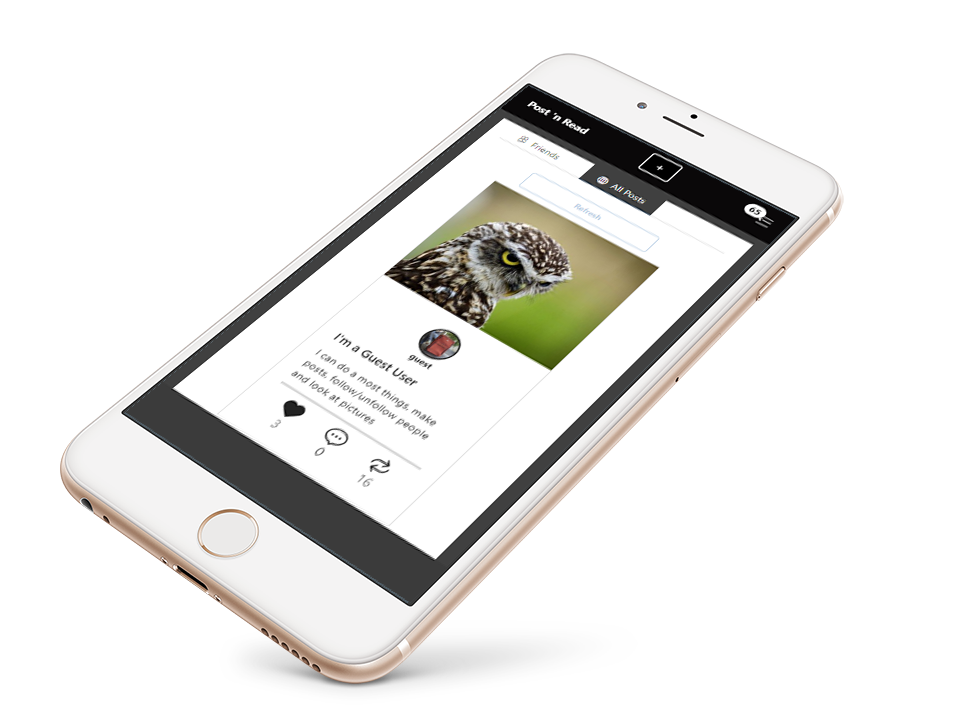 Post 'n Read
+
65
Friends
All Posts
Refresh
guest
I'm a Guest User
I can do a most things, make
posts, follow/unfollow people
and look at pictures
3
0
16